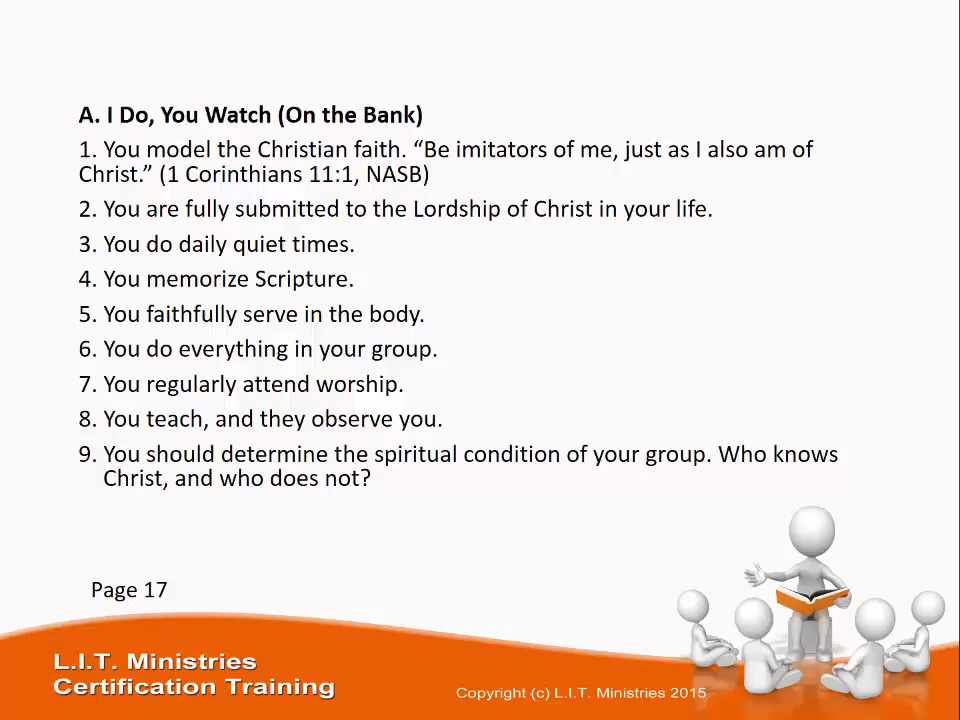 A. I Do, You Watch (On the Bank)
1. You model the Christian faith. “Be imitators of me, just as I also am of
Christ.” (1 Corinthians 11:1, NASB)
2. You are fully submitted to the Lordship of Christ in your life.
3. You do daily quiet times.
4. You memorize Scripture.
5. You faithfully serve in the body.
6. You do everything in your group.
7. You regularly attend worship.
8. You teach, and they observe you.
9. You should determine the spiritual condition of your group. Who knows
Christ, and who does not?
Page 17
L.I.T. Ministries
Certification Training
Copyright (c) L.I.T. Ministries 2015